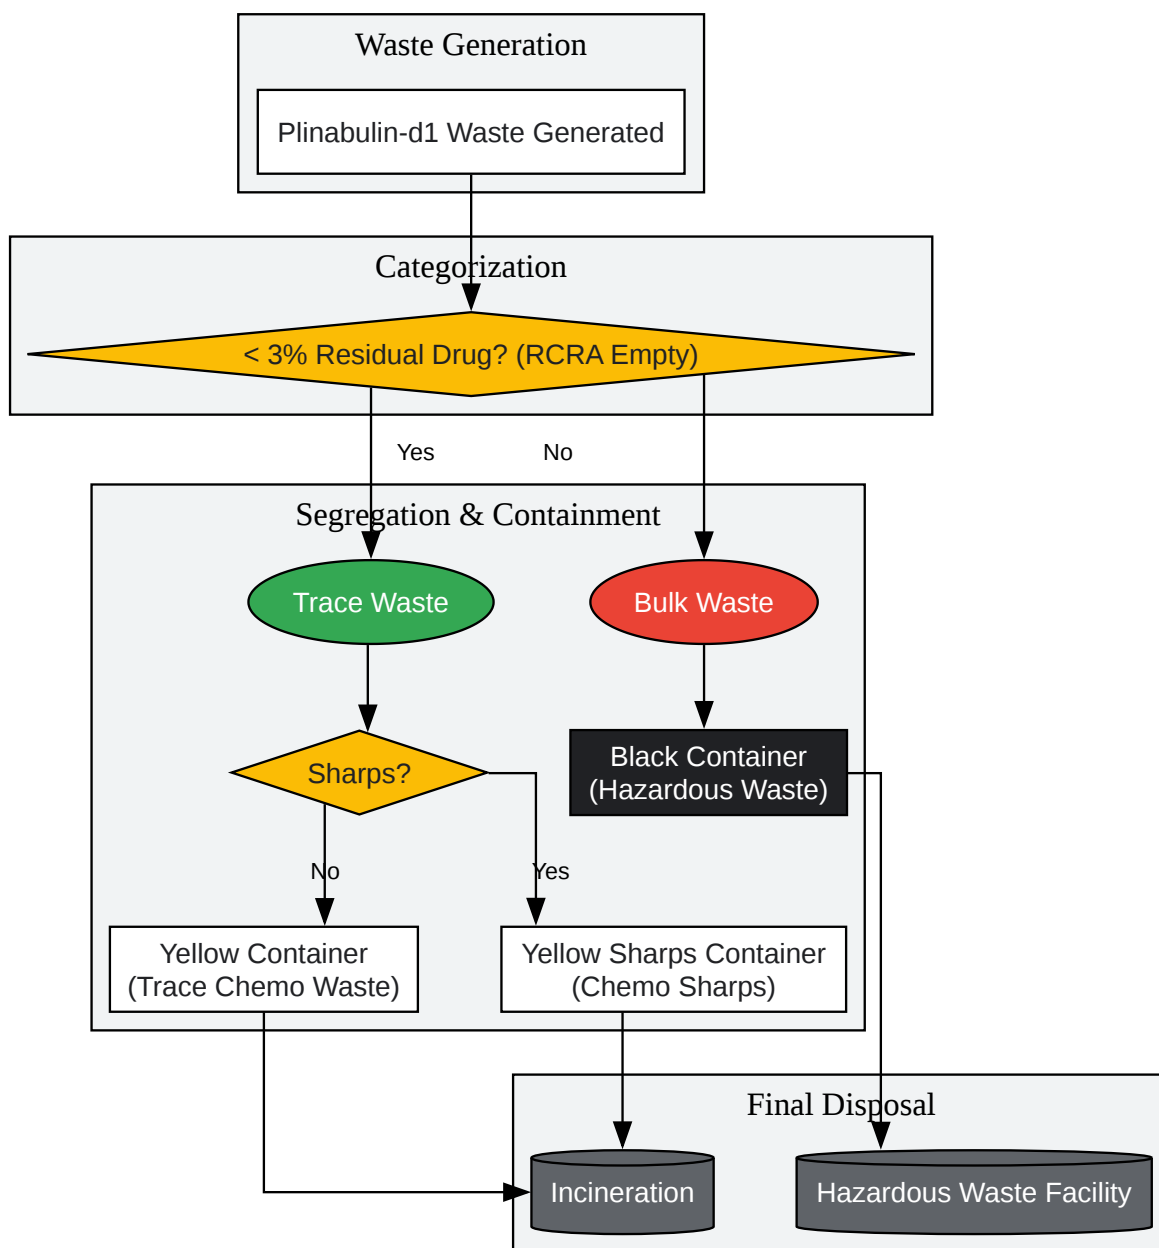 Waste Generation
Plinabulin-d1 Waste Generated
Categorization
< 3% Residual Drug? (RCRA Empty)
Yes
No
Segregation & Containment
Trace Waste
Bulk Waste
Sharps?
Black Container
(Hazardous Waste)
No
Yes
Yellow Container
(Trace Chemo Waste)
Yellow Sharps Container
(Chemo Sharps)
Final Disposal
Incineration
Hazardous Waste Facility